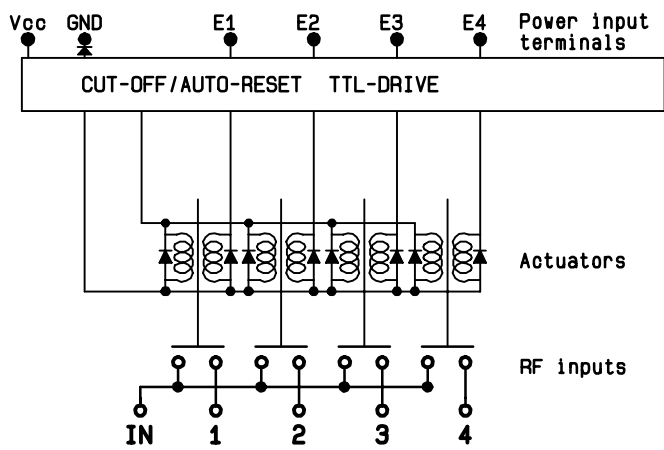 Vcc GND E1 E2 E3 E4 Power input
terminals
CUT-OFF/AUTO-RESET TTL-DRIVE
Actuators
RF inputs
IN 1 2 3 4